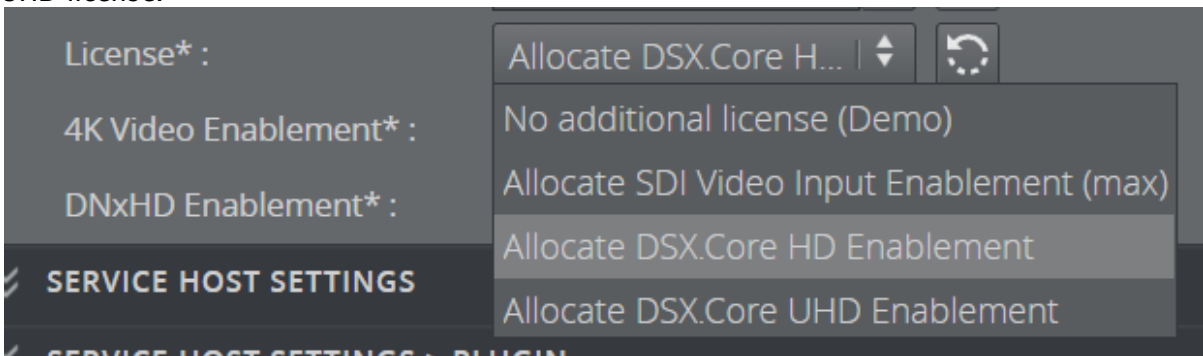 UHD license.
License* :
Allocate DSX.Core H...
No additional license (Demo)
4K Video Enablement* :
Allocate SDI Video Input Enablement (max)
DNxHD Enablement* :
Allocate DSX.Core HD Enablement
SERVICE HOST SETTINGS
Allocate DSX.Core UHD Enablement
SERVICE HOST SETTINGS > PLUGIN